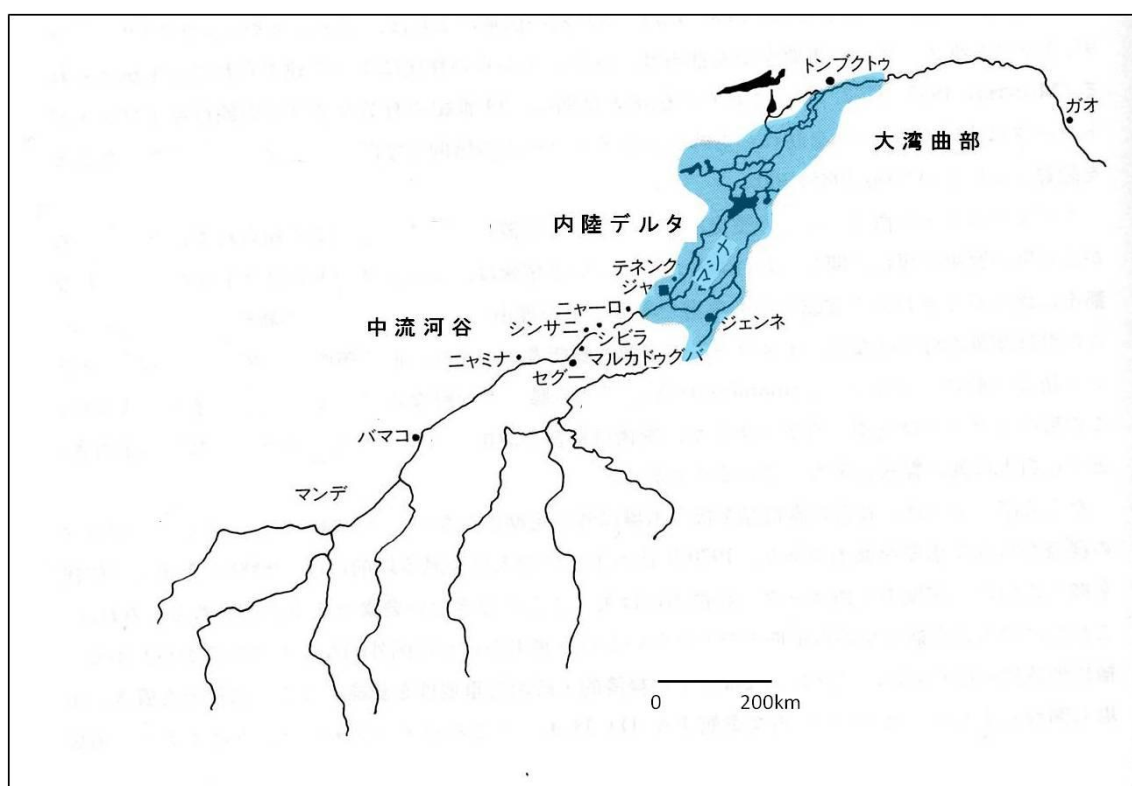 トンブクトゥ
ガオ
大湾曲部
内陸デルタ
マシナ
テネンク
ジャ
ニャーロ
ジェンネ
中流河谷
シンサニ
シビラ
ニャミナ
マルカドゥグバ
セグー
バマコ
マンデ
0 200km